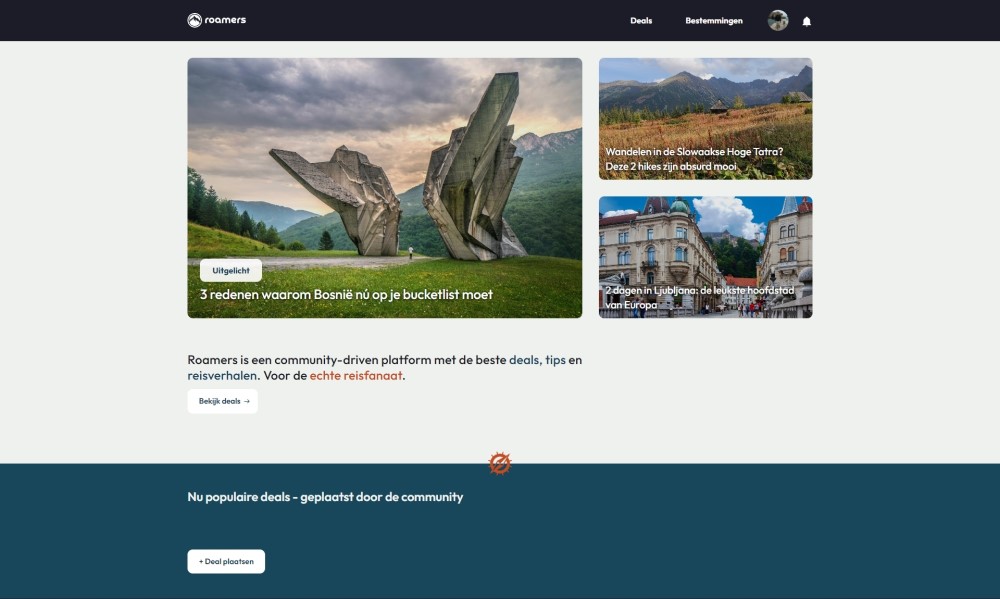 roamers
Deals
Bestemmingen
Uitgelicht
3 redenen waarom Bosnië nú op je bucketlist moet
Wandelen in de Slowaakse Hoge Tatra?
Deze 2 hikes zijn absurd mooi
2 dagen in Ljubljana: de leukste hoofdstad
van Europa
Roamers is een community-driven platform met de beste deals, tips en
reisverhalen. Voor de echte reisfanaat.
Bekijk deals →
Nu populaire deals - geplaatst door de community
+ Deal plaatsen